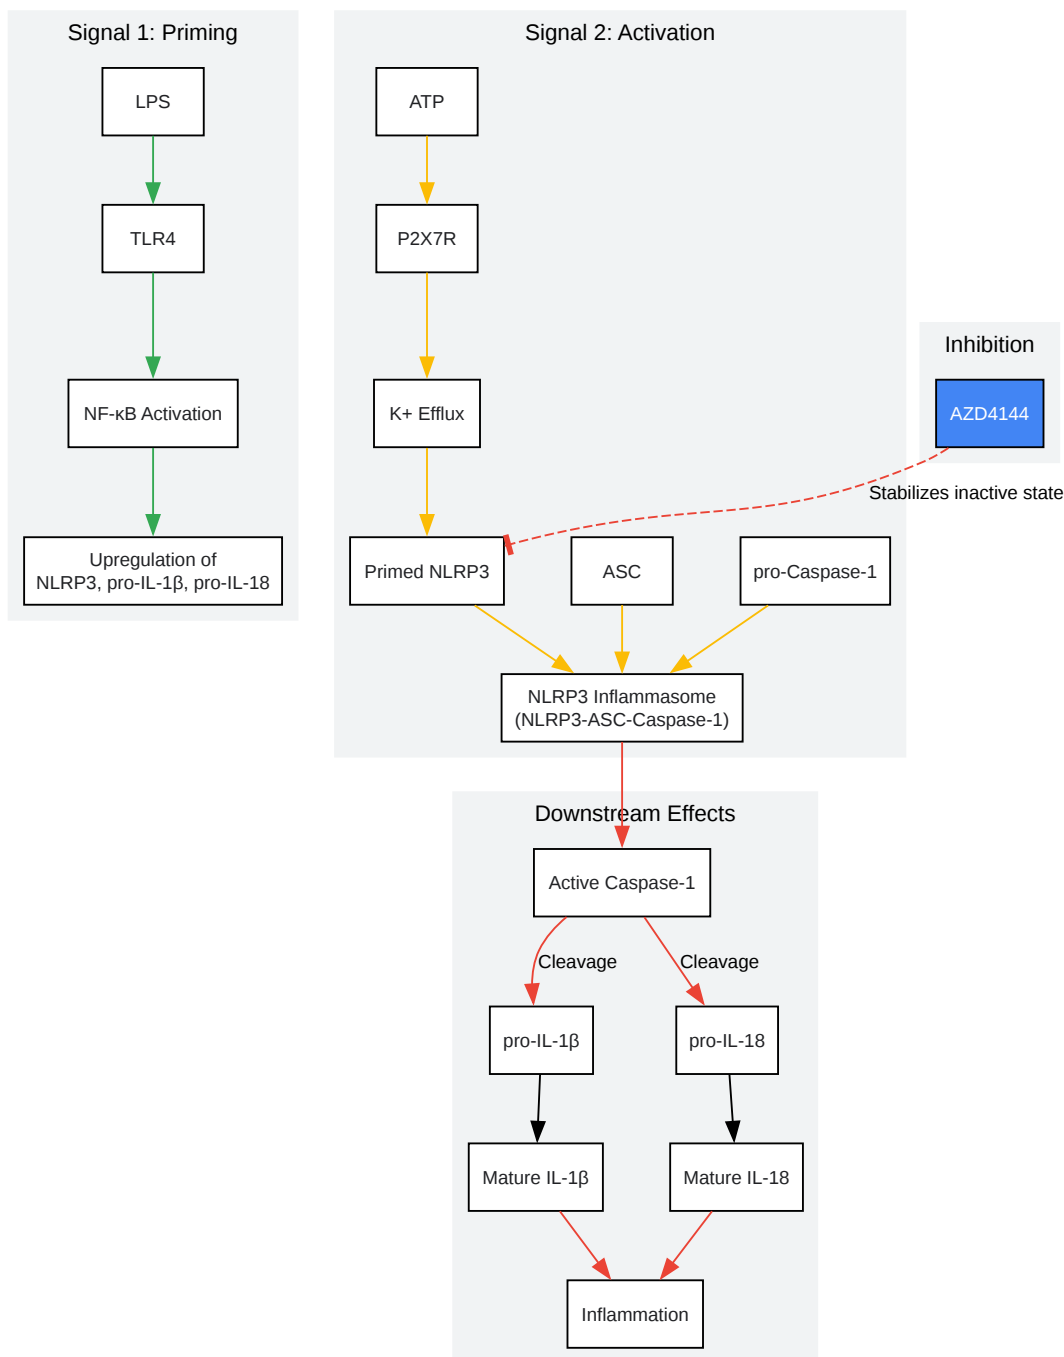 Signal 1: Priming
LPS
TLR4
NF-κB Activation
Upregulation of
NLRP3, pro-IL-1β, pro-IL-18
Signal 2: Activation
ATP
P2X7R
K+ Efflux
Primed NLRP3
ASC
pro-Caspase-1
NLRP3 Inflammasome
(NLRP3-ASC-Caspase-1)
Inhibition
AZD4144
Stabilizes inactive state
Downstream Effects
Active Caspase-1
Cleavage
Cleavage
pro-IL-1β
pro-IL-18
Mature IL-1β
Mature IL-18
Inflammation